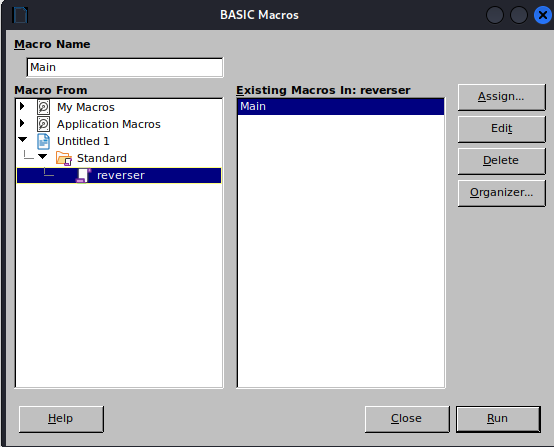 BASIC Macros
Macro Name
Main
Macro From
Existing Macros In: reverser
My Macros
Application Macros
Untitled 1
Standard
reverser
Main
Assign...
Edit
Delete
Organizer...
Help
Close
Run